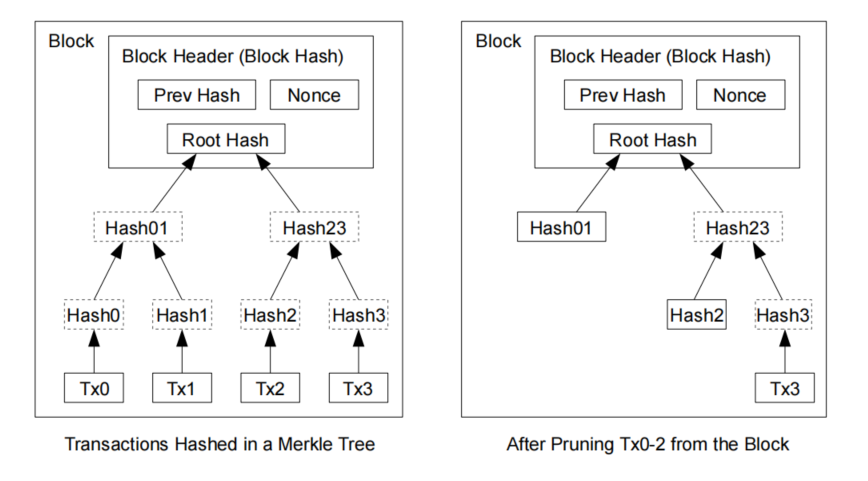 Block
Block Header (Block Hash)
Prev Hash
Nonce
Root Hash
Hash01
Hash23
Hash0
Hash1
Hash2
Hash3
Tx0
Tx1
Tx2
Tx3
Transactions Hashed in a Merkle Tree
Block
Block Header (Block Hash)
Prev Hash
Nonce
Root Hash
Hash01
Hash23
Hash2
Hash3
Tx3
After Pruning Tx0-2 from the Block